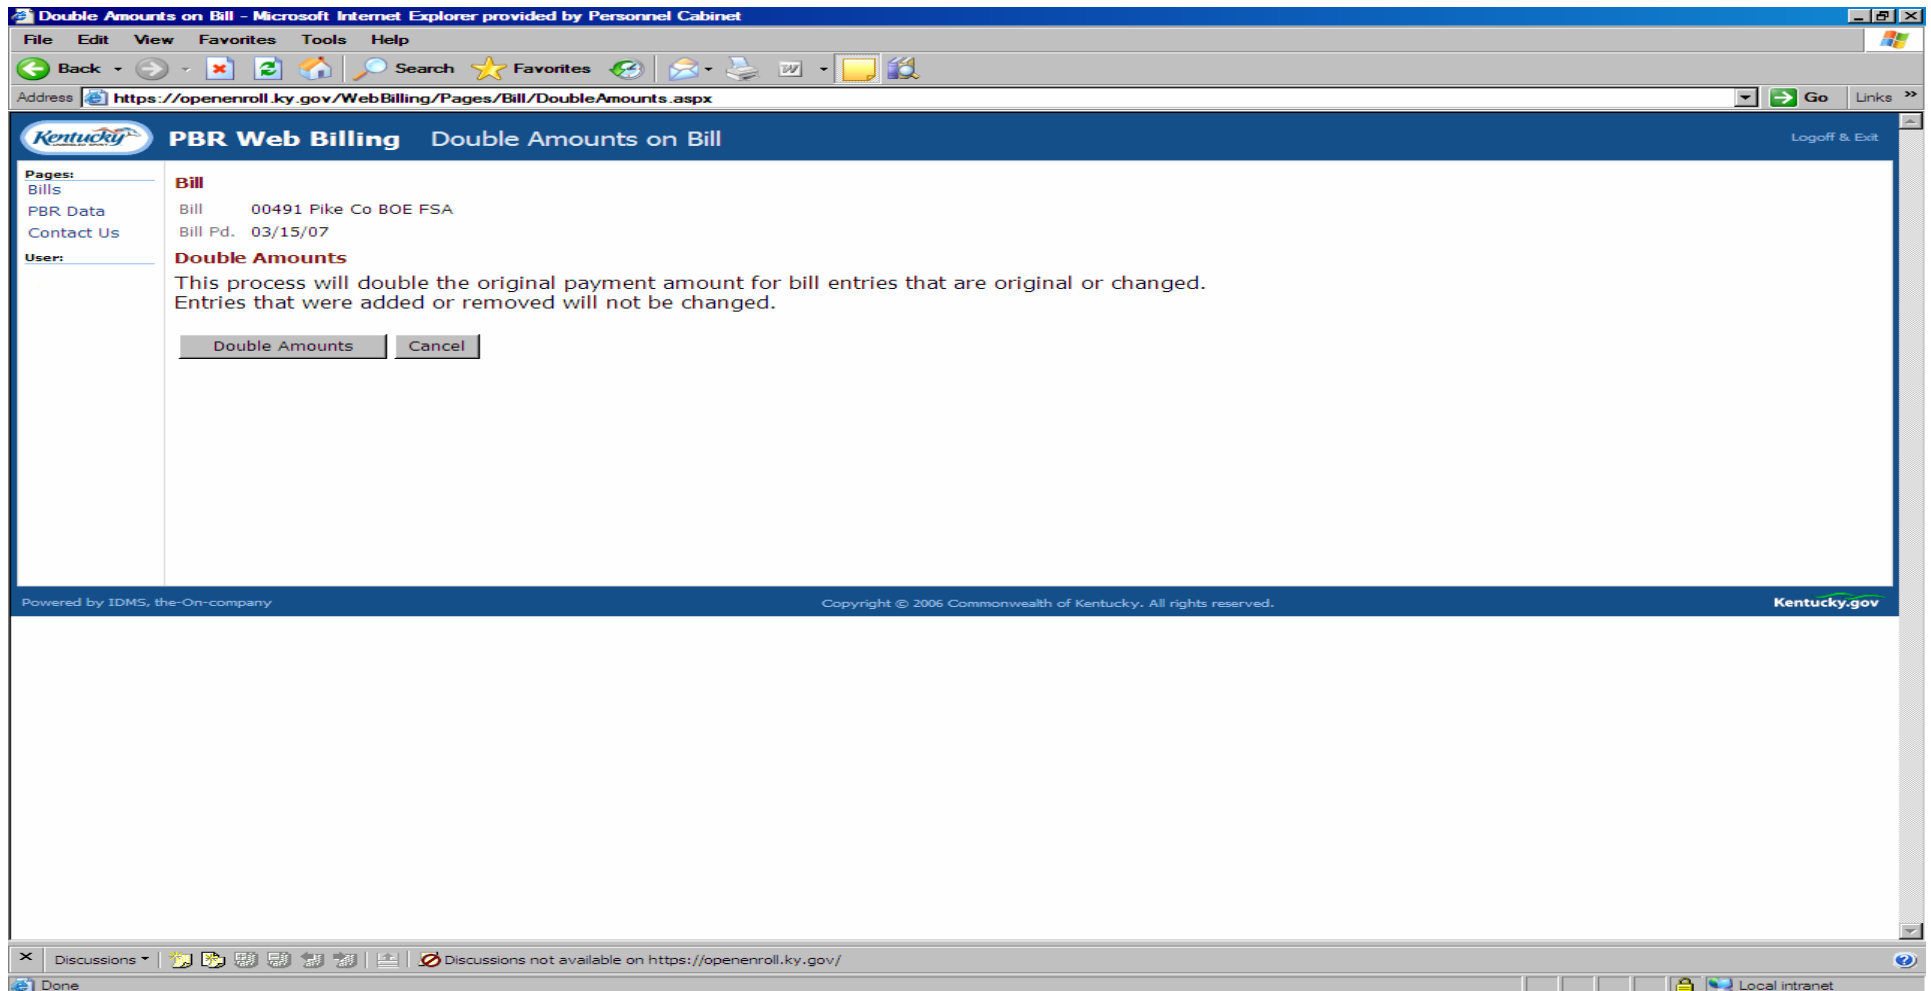 Double Amounts on Bill - Microsoft Internet Explorer provided by Personnel Cabinet
File Edit View Favorites Tools Help
Back Search Favorites
Address https://openenroll.ky.gov/WebBilling/Pages/Bill/DoubleAmounts.aspx Go Links »
Kentucky PBR Web Billing Double Amounts on Bill Logoff & Exit
Pages:
Bills
PBR Data
Contact Us
User:
Bill
Bill 00491 Pike Co BOE FSA
Bill Pd. 03/15/07
Double Amounts
This process will double the original payment amount for bill entries that are original or changed.
Entries that were added or removed will not be changed.
Double Amounts Cancel
Powered by IDMS, the-On-company Copyright © 2006 Commonwealth of Kentucky. All rights reserved. Kentucky.gov
Discussions Discussions not available on https://openenroll.ky.gov/
Done Local intranet